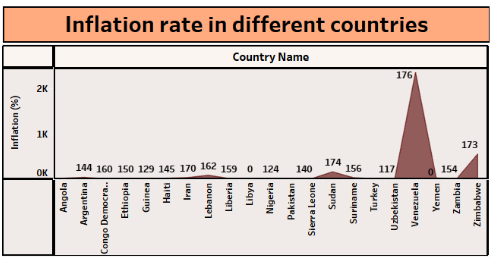 Inflation rate in different countries
Country Name
Inflation (%)
2K
1K
0K
144 160 150 129 145 170 162 159 0 124 140 174 156 117 176 0 154 173
Angola
Argentina
Congo Democra..
Ethiopia
Guinea
Haiti
Iran
Lebanon
Liberia
Libya
Nigeria
Pakistan
Sierra Leone
Sudan
Suriname
Turkey
Uzbekistan
Venezuela
Yemen
Zambia
Zimbabwe